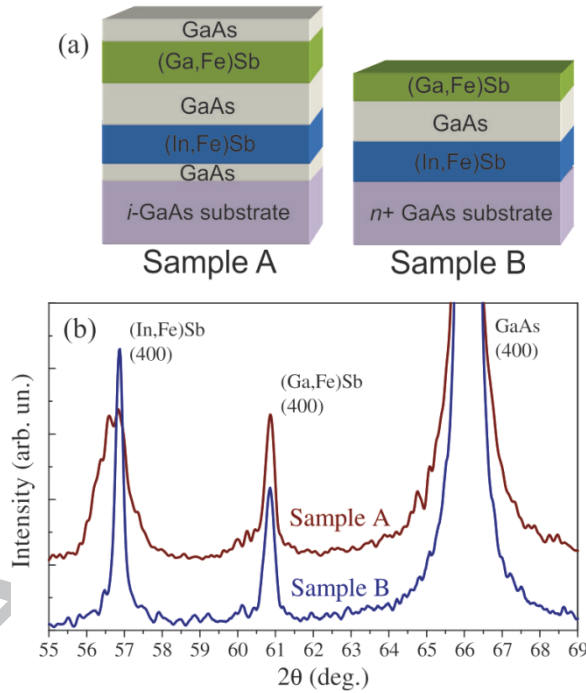 (a)
GaAs
(Ga,Fe)Sb
GaAs
(In,Fe)Sb
GaAs
i-GaAs substrate
Sample A
(Ga,Fe)Sb
GaAs
(In,Fe)Sb
n+ GaAs substrate
Sample B
(b)
(In,Fe)Sb
(400)
(Ga,Fe)Sb
(400)
GaAs
(400)
Sample A
Sample B
Intensity (arb. un.)
55 56 57 58 59 60 61 62 63 64 65 66 67 68 69
2θ (deg.)